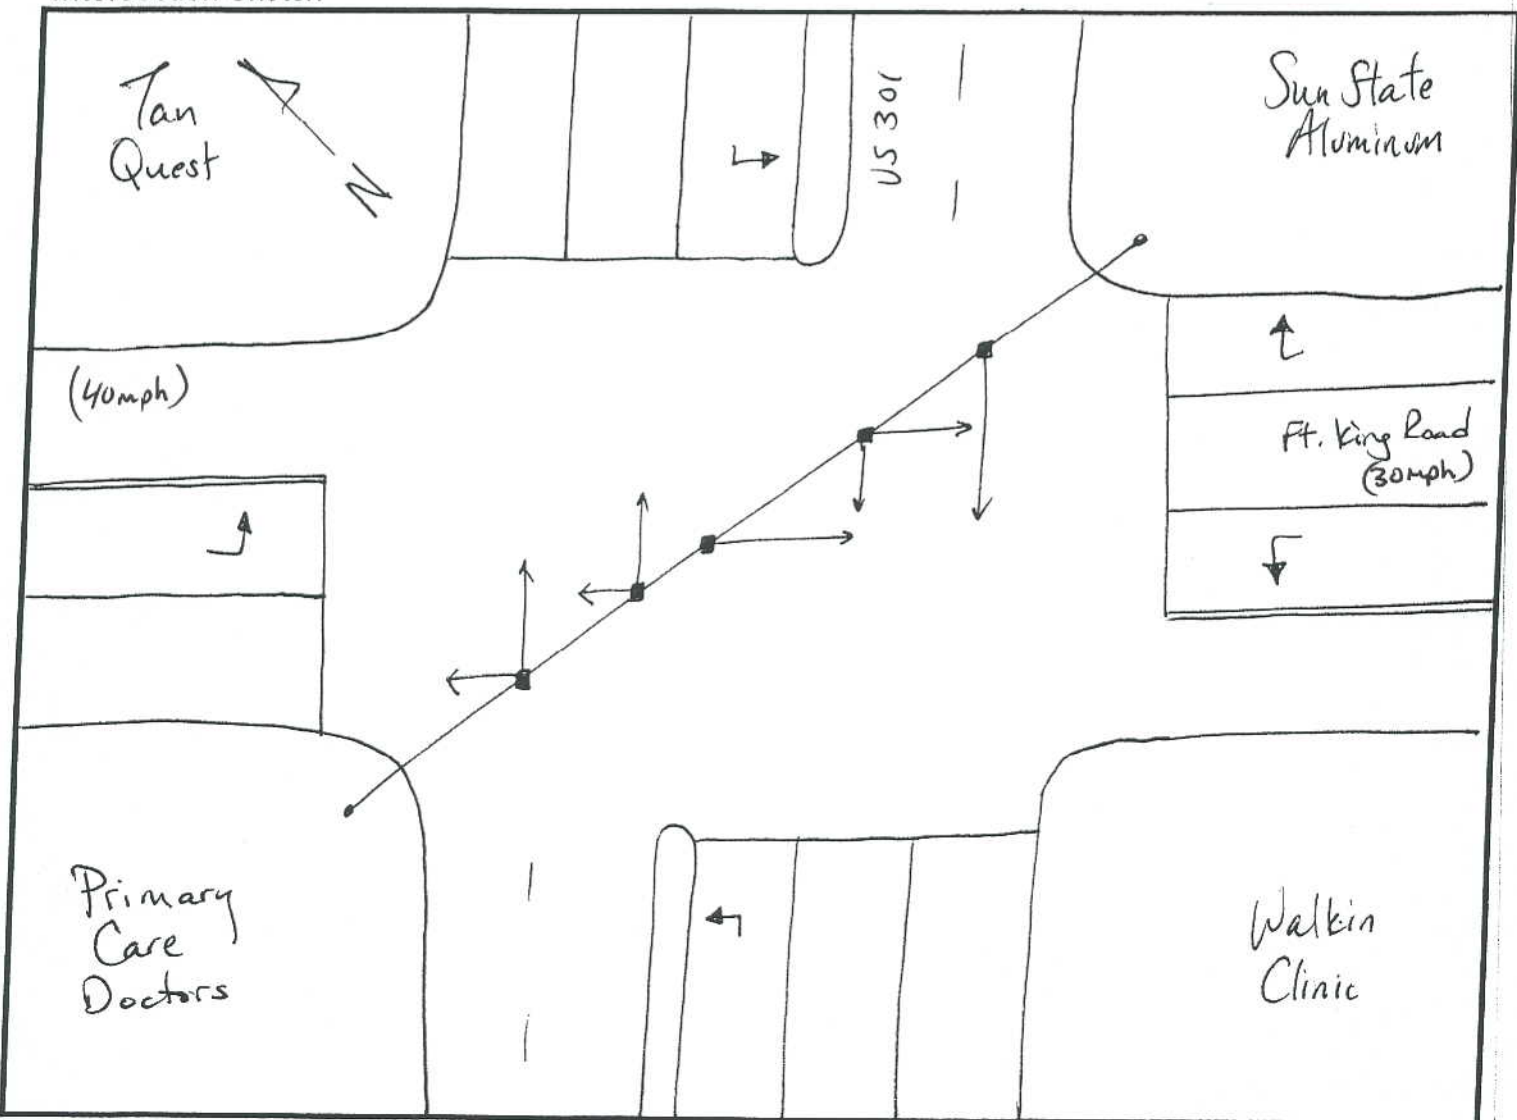 Tan
Quest
N
US 301
Sun State
Aluminum
(40mph)
Ft. King Road
(30mph)
Primary
Care
Doctors
Walkin
Clinic